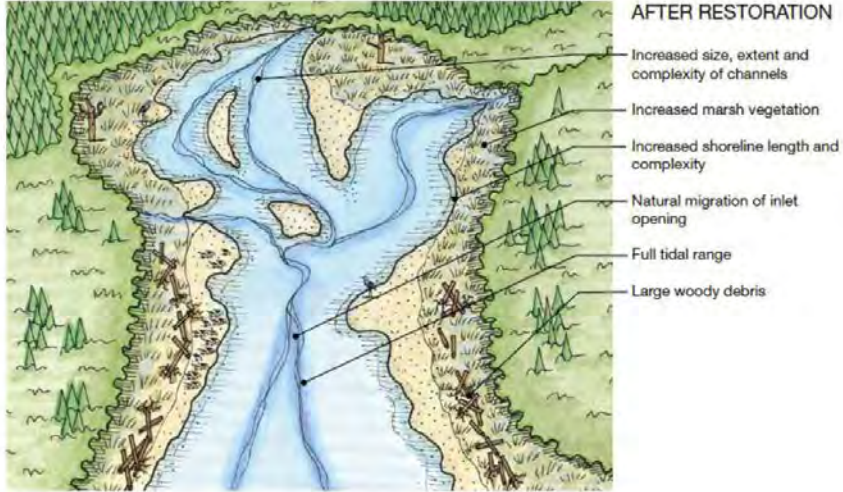 AFTER RESTORATION
Increased size, extent and
complexity of channels
Increased marsh vegetation
Increased shoreline length and
complexity
Natural migration of inlet
opening
Full tidal range
Large woody debris